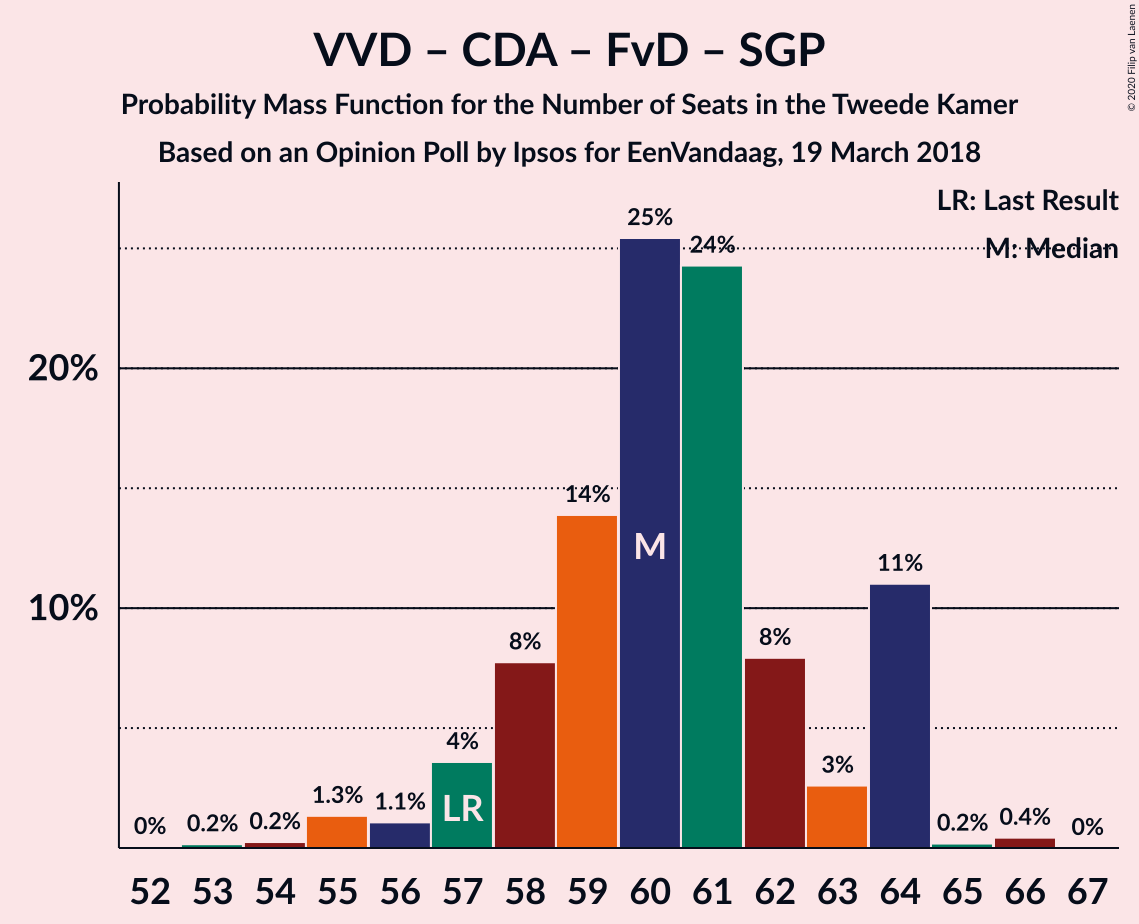 VVD – CDA – FvD – SGP
Probability Mass Function for the Number of Seats in the Tweede Kamer
Based on an Opinion Poll by Ipsos for EenVandaag, 19 March 2018
© 2020 Filip van Laenen
LR: Last Result
M: Median
20%
10%
0%
0.2%
0.2%
1.3%
1.1%
4%
8%
14%
25%
24%
8%
3%
11%
0.2%
0.4%
0%
LR
M
52 53 54 55 56 57 58 59 60 61 62 63 64 65 66 67